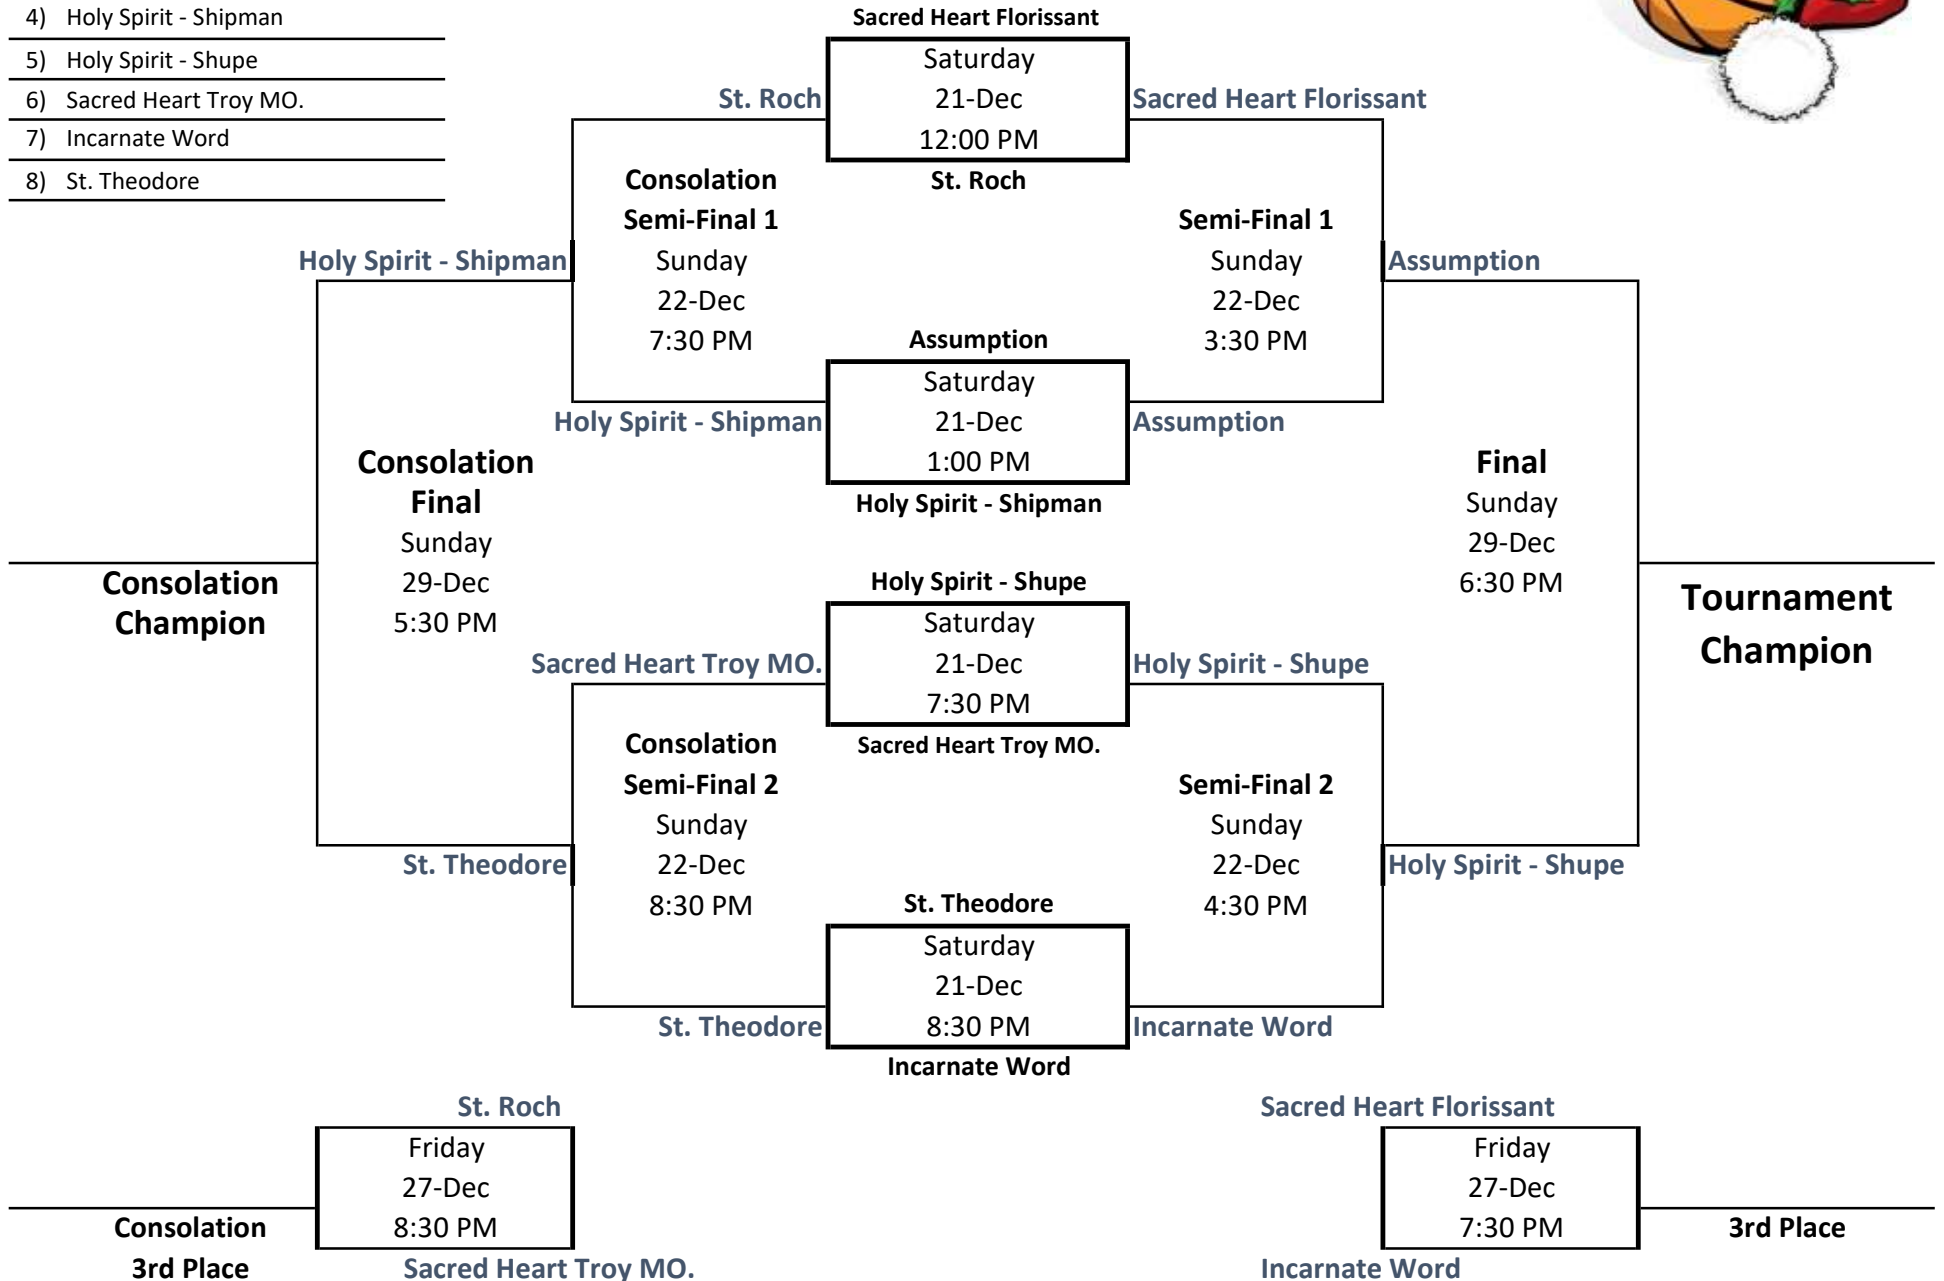 4) Holy Spirit - Shipman
5) Holy Spirit - Shupe
6) Sacred Heart Troy MO.
7) Incarnate Word
8) St. Theodore
Sacred Heart Florissant
Saturday
St. Roch 21-Dec Sacred Heart Florissant
12:00 PM
Consolation St. Roch
Semi-Final 1 Semi-Final 1
Holy Spirit - Shipman Sunday Sunday Assumption
22-Dec 22-Dec
7:30 PM Assumption 3:30 PM
Saturday
Holy Spirit - Shipman 21-Dec Assumption
Consolation 1:00 PM Final
Final Holy Spirit - Shipman Sunday
Sunday 29-Dec
Consolation 29-Dec Holy Spirit - Shupe 6:30 PM Tournament
Champion 5:30 PM Saturday Champion
Sacred Heart Troy MO. 21-Dec Holy Spirit - Shupe
7:30 PM
Consolation Sacred Heart Troy MO.
Semi-Final 2 Semi-Final 2
Sunday Sunday
St. Theodore 22-Dec 22-Dec Holy Spirit - Shupe
8:30 PM St. Theodore 4:30 PM
Saturday
21-Dec
St. Theodore 8:30 PM Incarnate Word
Incarnate Word
St. Roch Sacred Heart Florissant
Friday Friday
27-Dec 27-Dec
Consolation 8:30 PM 7:30 PM 3rd Place
3rd Place Sacred Heart Troy MO. Incarnate Word